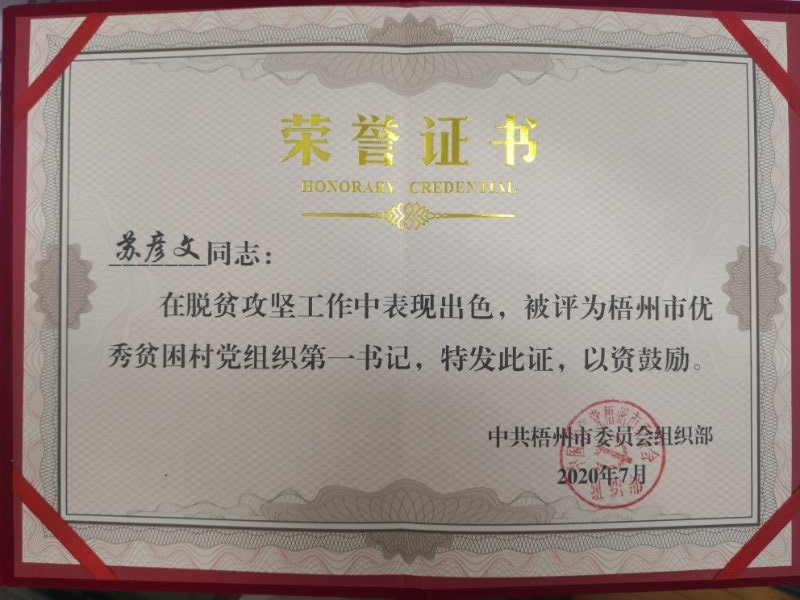 荣誉证书
HONORARY CREDENTIAL
苏彦文同志：
在脱贫攻坚工作中表现出色，被评为梧州市优
秀贫困村党组织第一书记，特发此证，以资鼓励。
中共梧州市委员会组织部
2020年7月